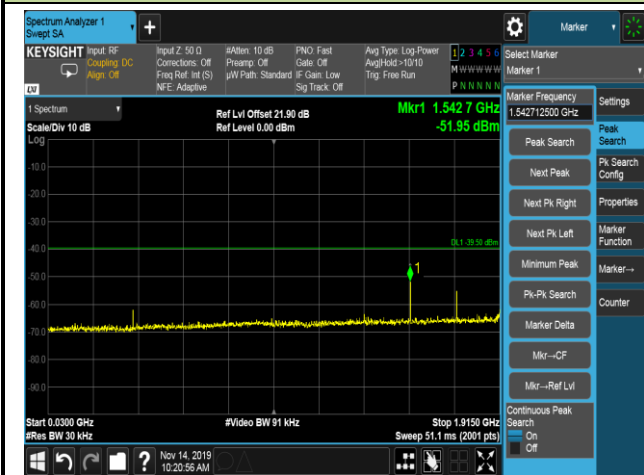 Spectrum Analyzer 1
Swept SA
Marker
KEYSIGHT
Input: RF
Coupling: DC
Align: Off
Input Z: 50 Ω
Corrections: Off
Freq Ref: Int (S)
NFE: Adaptive
#Atten: 10 dB
Preamp: Off
µW Path: Standard
PNO: Fast
Gate: Off
IF Gain: Low
Sig Track: Off
Avg Type: Log-Power
Avg|Hold:>10/10
Trig: Free Run
1 2 3 4 5 6
M W W W W W
P N N N N N
LXI
Select Marker
Marker 1
1 Spectrum
Scale/Div 10 dB
Log
Ref Lvl Offset 21.90 dB
Ref Level 0.00 dBm
Mkr1 1.542 7 GHz
-51.95 dBm
-10.0
-20.0
-30.0
-40.0
-50.0
-60.0
-70.0
-80.0
-90.0
DL1 -39.50 dBm
1
Start 0.0300 GHz
#Res BW 30 kHz
#Video BW 91 kHz
Stop 1.9150 GHz
Sweep 51.1 ms (2001 pts)
Marker Frequency
1.542712500 GHz
Peak Search
Next Peak
Next Pk Right
Next Pk Left
Minimum Peak
Pk-Pk Search
Marker Delta
Mkr→CF
Mkr→Ref Lvl
Continuous Peak
Search
On
Off
Settings
Peak
Search
Pk Search
Config
Properties
Marker
Function
Marker→
Counter
?
Nov 14, 2019
10:20:56 AM